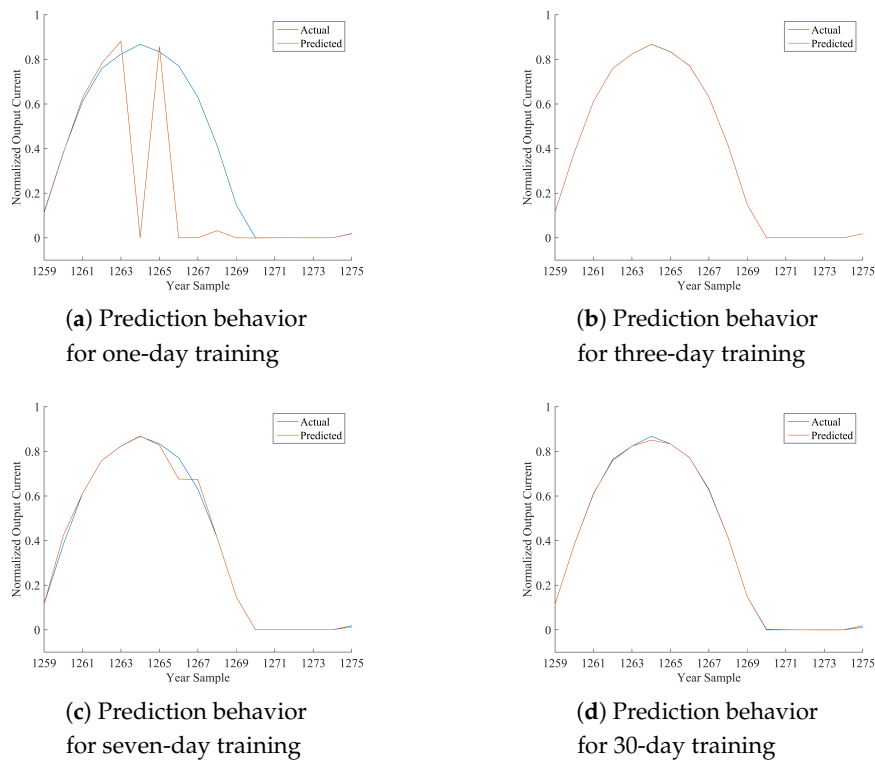 1
0.8
0.6
0.4
0.2
0
Normalized Output Current
Actual
Predicted
1259 1261 1263 1265 1267 1269 1271 1273 1275
Year Sample
(a) Prediction behavior
for one-day training
1
0.8
0.6
0.4
0.2
0
Normalized Output Current
Actual
Predicted
1259 1261 1263 1265 1267 1269 1271 1273 1275
Year Sample
(b) Prediction behavior
for three-day training
1
0.8
0.6
0.4
0.2
0
Normalized Output Current
Actual
Predicted
1259 1261 1263 1265 1267 1269 1271 1273 1275
Year Sample
(c) Prediction behavior
for seven-day training
1
0.8
0.6
0.4
0.2
0
Normalized Output Current
Actual
Predicted
1259 1261 1263 1265 1267 1269 1271 1273 1275
Year Sample
(d) Prediction behavior
for 30-day training